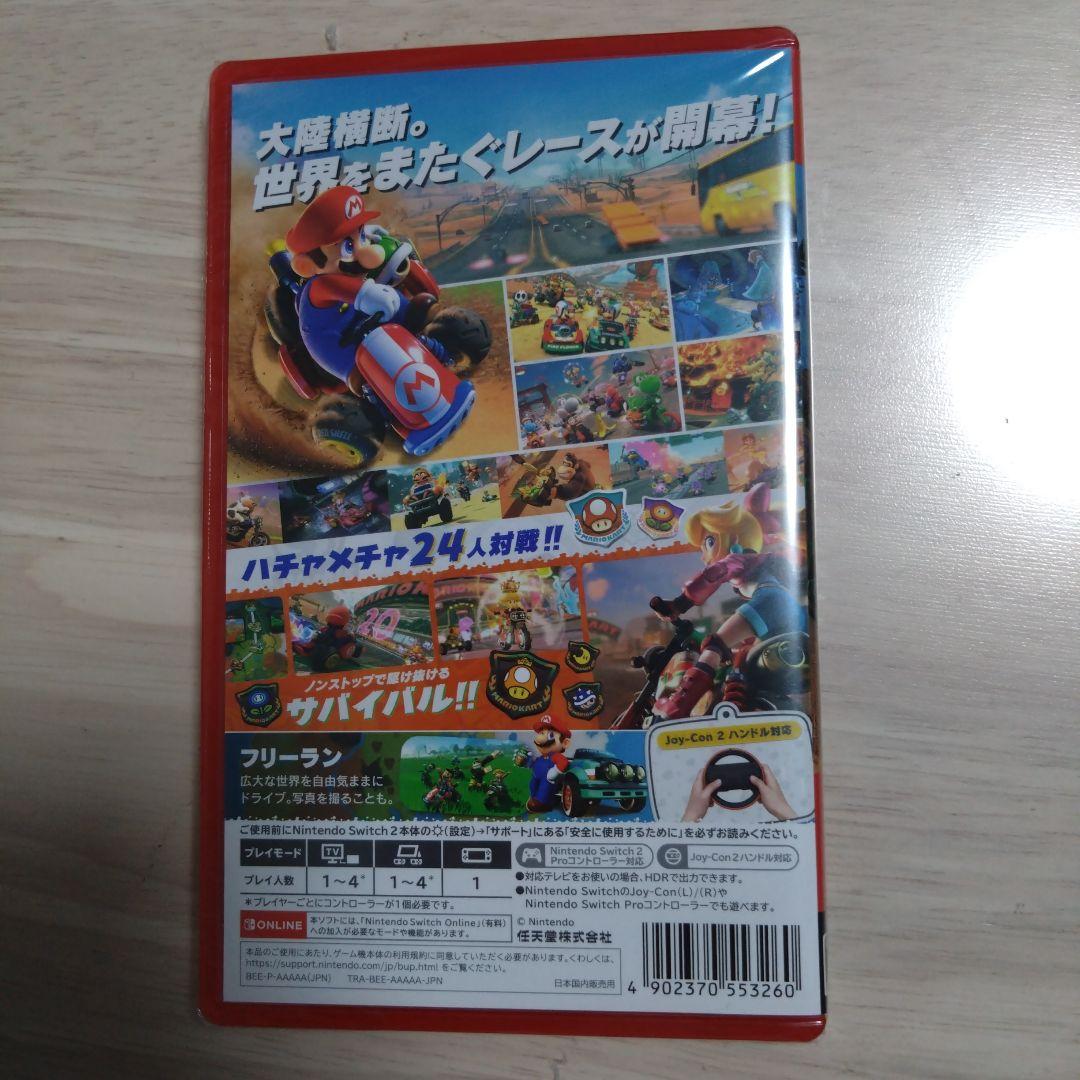 大陸横断。
世界をまたぐレースが開幕!
M
M
ハチャメチャ24人対戦!!
MARIO KART
20
MARIO KART
ノンストップで駆け抜ける
サバイバル!!
MARIO KART
フリーラン
広大な世界を自由気ままに
ドライブ。写真を撮ることも。
Joy-Con 2 ハンドル対応
ご使用前にNintendo Switch 2本体の(設定)→「サポート」にある「安全に使用するために」を必ずお読みください。
プレイモード TV
プレイ人数 1～4* 1～4* 1
*プレイヤーごとにコントローラーが1個必要です。
Nintendo Switch 2
Proコントローラー対応
Joy-Con 2ハンドル対応
●対応テレビをお使いの場合、HDRで出力できます。
●Nintendo SwitchのJoy-Con(L)/(R)や
Nintendo Switch Proコントローラーでも遊べます。
ONLINE
本ソフトには、「Nintendo Switch Online」(有料)
への加入が必要なモードや機能があります。
© Nintendo
任天堂株式会社
本品のご使用にあたり、ゲーム機本体の利用規約に同意していただく必要があります。くわしくは、
https://support.nintendo.com/jp/bup.html をご覧ください。
BEE-P-AAAAA(JPN) TRA-BEE-AAAAA-JPN
日本国内販売用
4 902370 553260